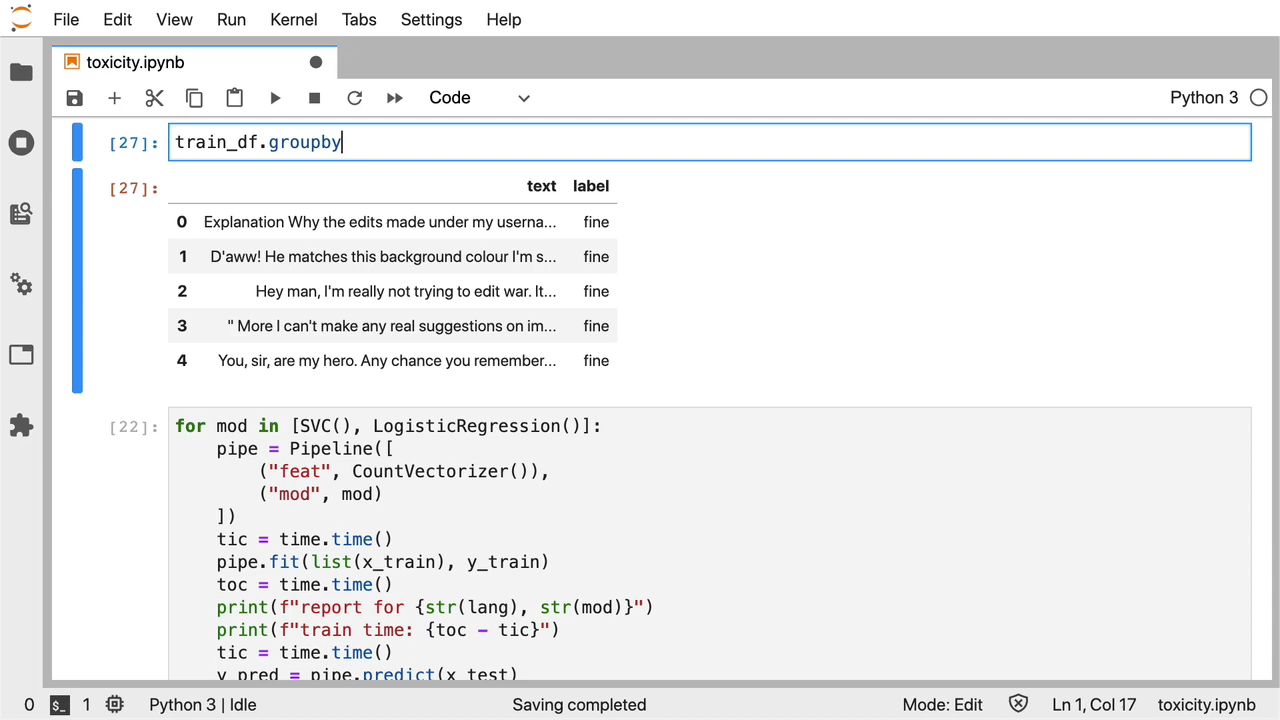 File Edit View Run Kernel Tabs Settings Help
toxicity.ipynb
Code Python 3
[27]: train_df.groupby
[27]: text label
0 Explanation Why the edits made under my userna... fine
1 D'aww! He matches this background colour I'm s... fine
2 Hey man, I'm really not trying to edit war. It... fine
3 " More I can't make any real suggestions on im... fine
4 You, sir, are my hero. Any chance you remember... fine
[22]: for mod in [SVC(), LogisticRegression()]:
pipe = Pipeline([
("feat", CountVectorizer()),
("mod", mod)
])
tic = time.time()
pipe.fit(list(x_train), y_train)
toc = time.time()
print(f"report for {str(lang), str(mod)}")
print(f"train time: {toc - tic}")
tic = time.time()
y_pred = pipe.predict(x_test)
0 $_ 1 Python 3 | Idle Saving completed Mode: Edit Ln 1, Col 17 toxicity.ipynb